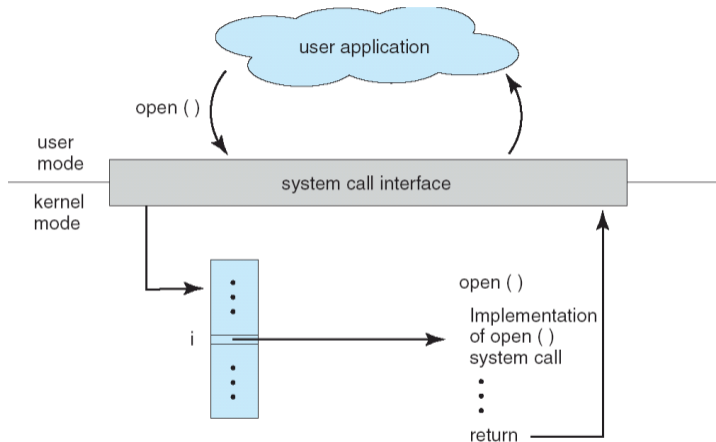 user application
open ( )
user
mode
system call interface
kernel
mode
open ( )
i
Implementation
of open ( )
system call
return